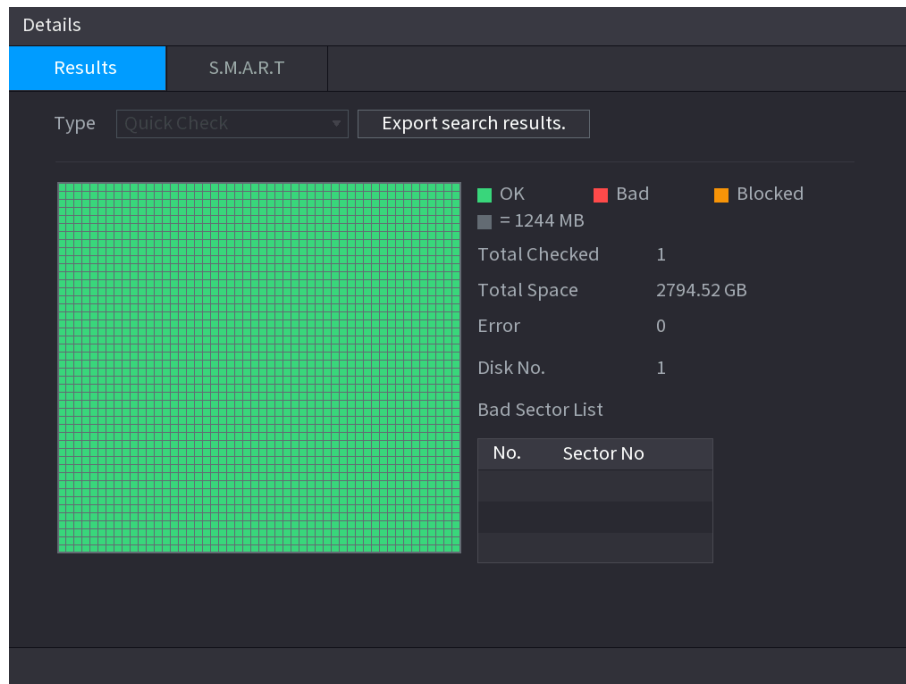 Details
Results S.M.A.R.T
Type Quick Check Export search results.
OK Bad Blocked
= 1244 MB
Total Checked 1
Total Space 2794.52 GB
Error 0
Disk No. 1
Bad Sector List
No. Sector No